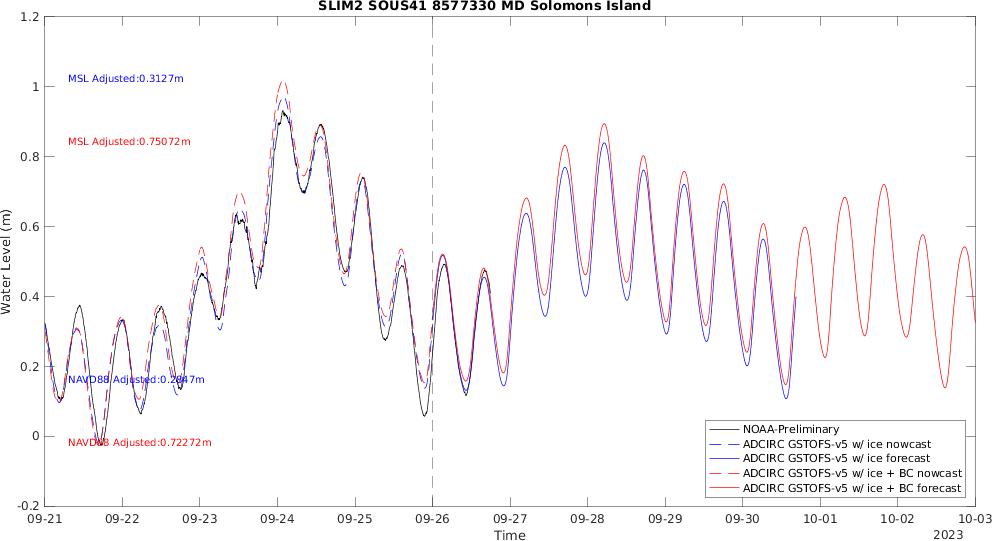 SLIM2 SOUS41 8577330 MD Solomons Island
1.2
1
0.8
0.6
0.4
0.2
0
-0.2
Water Level (m)
MSL Adjusted:0.3127m
MSL Adjusted:0.75072m
NAVD88 Adjusted:0.2847m
NAVD88 Adjusted:0.72272m
NOAA-Preliminary
ADCIRC GSTOFS-v5 w/ ice nowcast
ADCIRC GSTOFS-v5 w/ ice forecast
ADCIRC GSTOFS-v5 w/ ice + BC nowcast
ADCIRC GSTOFS-v5 w/ ice + BC forecast
09-21 09-22 09-23 09-24 09-25 09-26 09-27 09-28 09-29 09-30 10-01 10-02 10-03
Time
2023